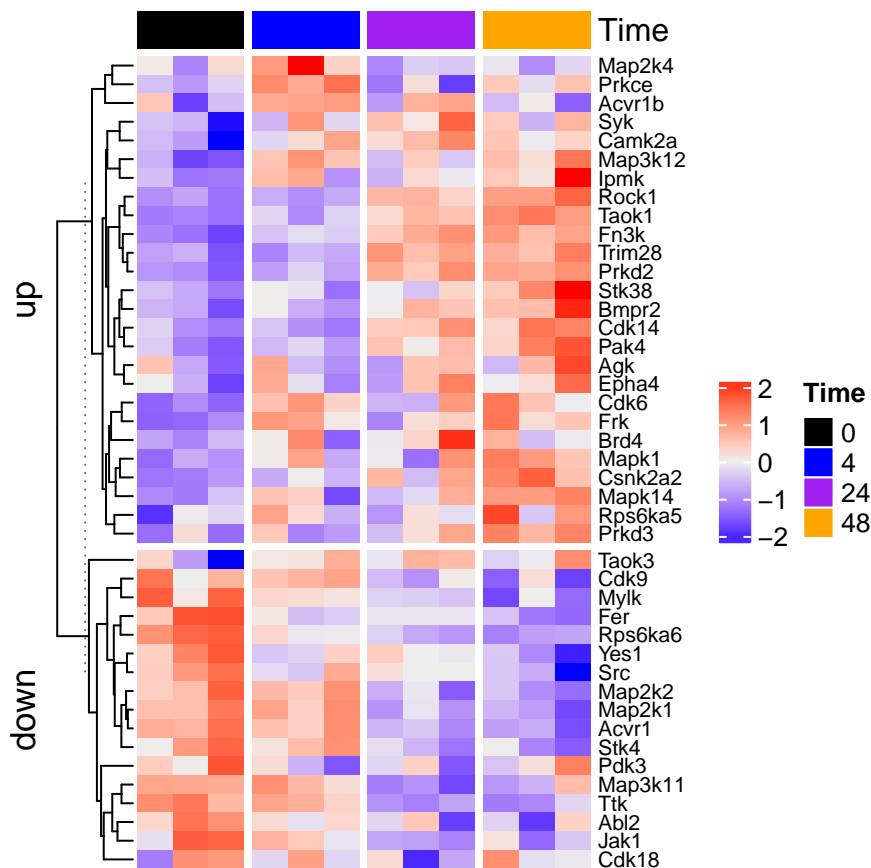 Time
Map2k4
Prkce
Acvr1b
Syk
Camk2a
Map3k12
Ipmk
Rock1
Taok1
Fn3k
Trim28
Prkd2
Stk38
Bmpr2
Cdk14
Pak4
Agk
Epha4
Cdk6
Frk
Brd4
Mapk1
Csnk2a2
Mapk14
Rps6ka5
Prkd3
Taok3
Cdk9
Mylk
Fer
Rps6ka6
Yes1
Src
Map2k2
Map2k1
Acvr1
Stk4
Pdk3
Map3k11
Ttk
Abl2
Jak1
Cdk18
up
down
2
1
0
−1
−2
Time
0
4
24
48